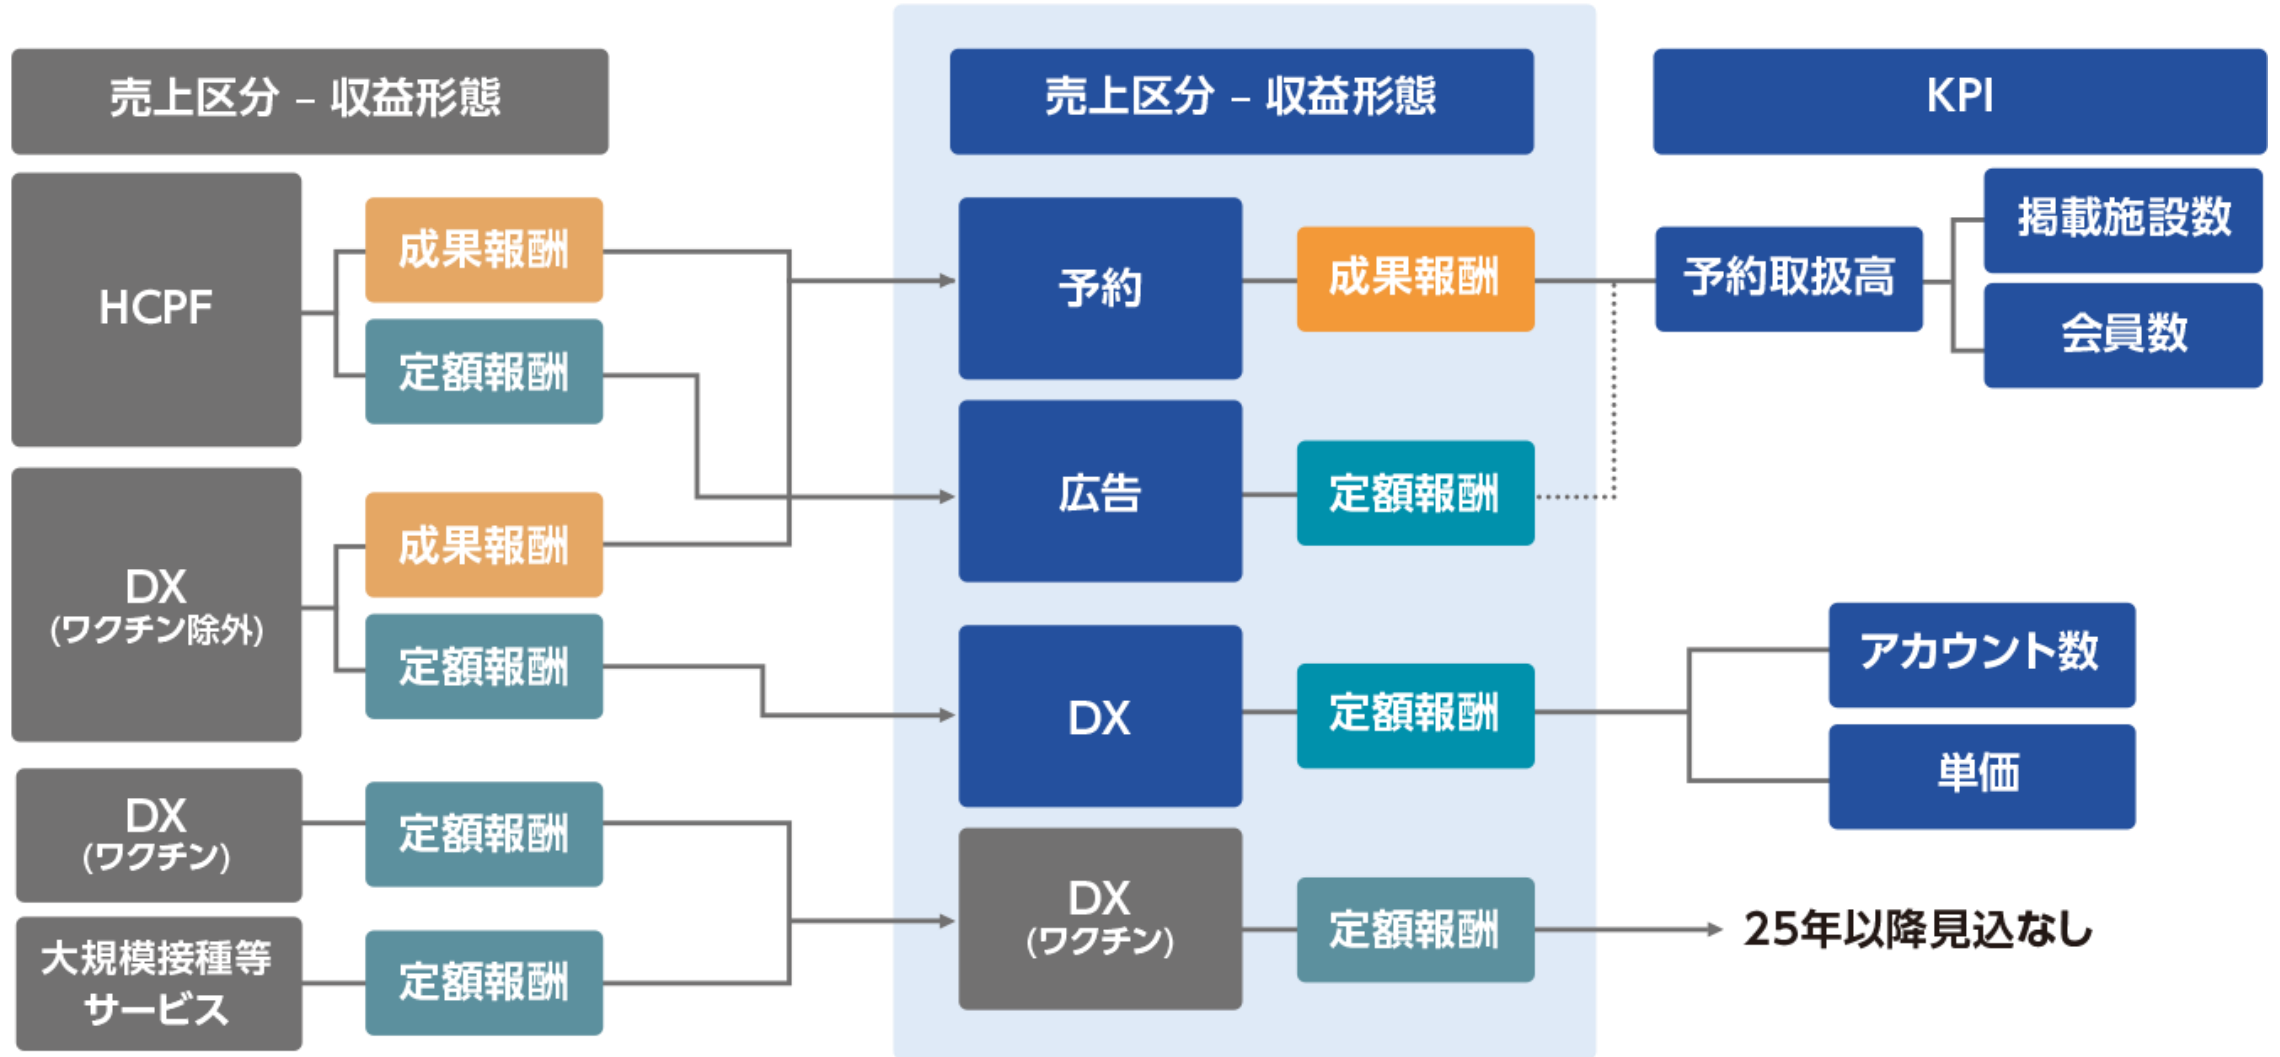 売上区分 – 収益形態
HCPF
成果報酬
定額報酬
DX
(ワクチン除外)
成果報酬
定額報酬
DX
(ワクチン)
定額報酬
大規模接種等
サービス
定額報酬
売上区分 – 収益形態
予約
成果報酬
広告
定額報酬
DX
定額報酬
DX
(ワクチン)
定額報酬
KPI
予約取扱高
掲載施設数
会員数
アカウント数
単価
25年以降見込なし